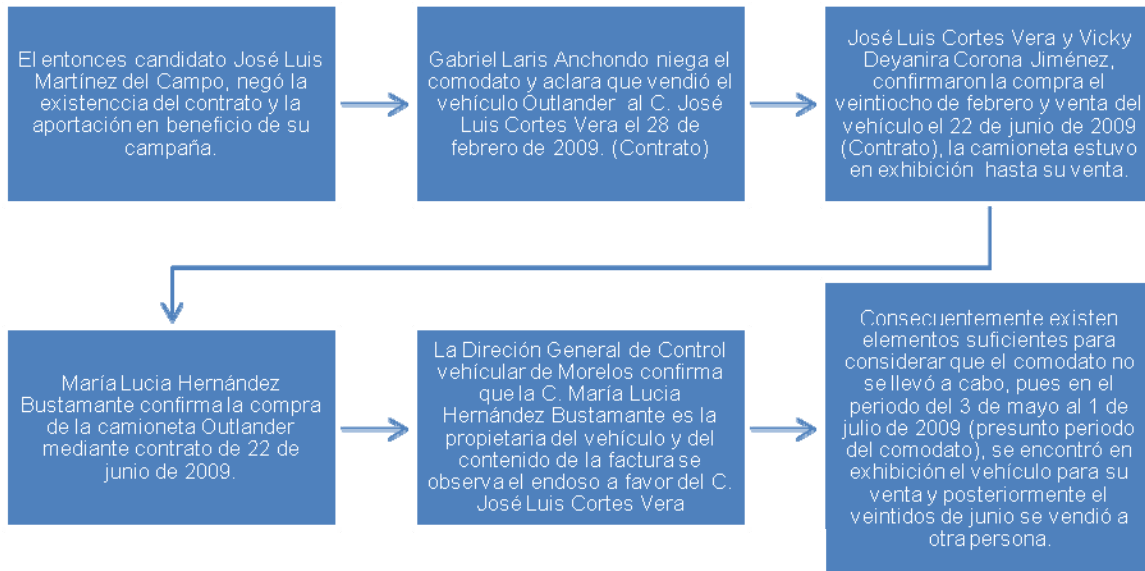 El entonces candidato José Luis
Martínez del Campo, negó la
existenccia del contrato y la
aportación en beneficio de su
campaña.
Gabriel Laris Anchondo niega el
comodato y aclara que vendió el
vehículo Outlander al C. José
Luis Cortes Vera el 28 de
febrero de 2009. (Contrato)
José Luis Cortes Vera y Vicky
Deyanira Corona Jiménez,
confirmaron la compra el
veintiocho de febrero y venta del
vehículo el 22 de junio de 2009
(Contrato), la camioneta estuvo
en exhibición hasta su venta.
María Lucia Hernández
Bustamante confirma la compra
de la camioneta Outlander
mediante contrato de 22 de
junio de 2009.
La Direción General de Control
vehícular de Morelos confirma
que la C. María Lucia
Hernández Bustamante es la
propietaria del vehículo y del
contenido de la factura se
observa el endoso a favor del C.
José Luis Cortes Vera
Consecuentemente existen
elementos suficientes para
considerar que el comodato no
se llevó a cabo, pues en el
periodo del 3 de mayo al 1 de
julio de 2009 (presunto periodo
del comodato), se encontró en
exhibición el vehículo para su
venta y posteriormente el
veintidos de junio se vendió a
otra persona.